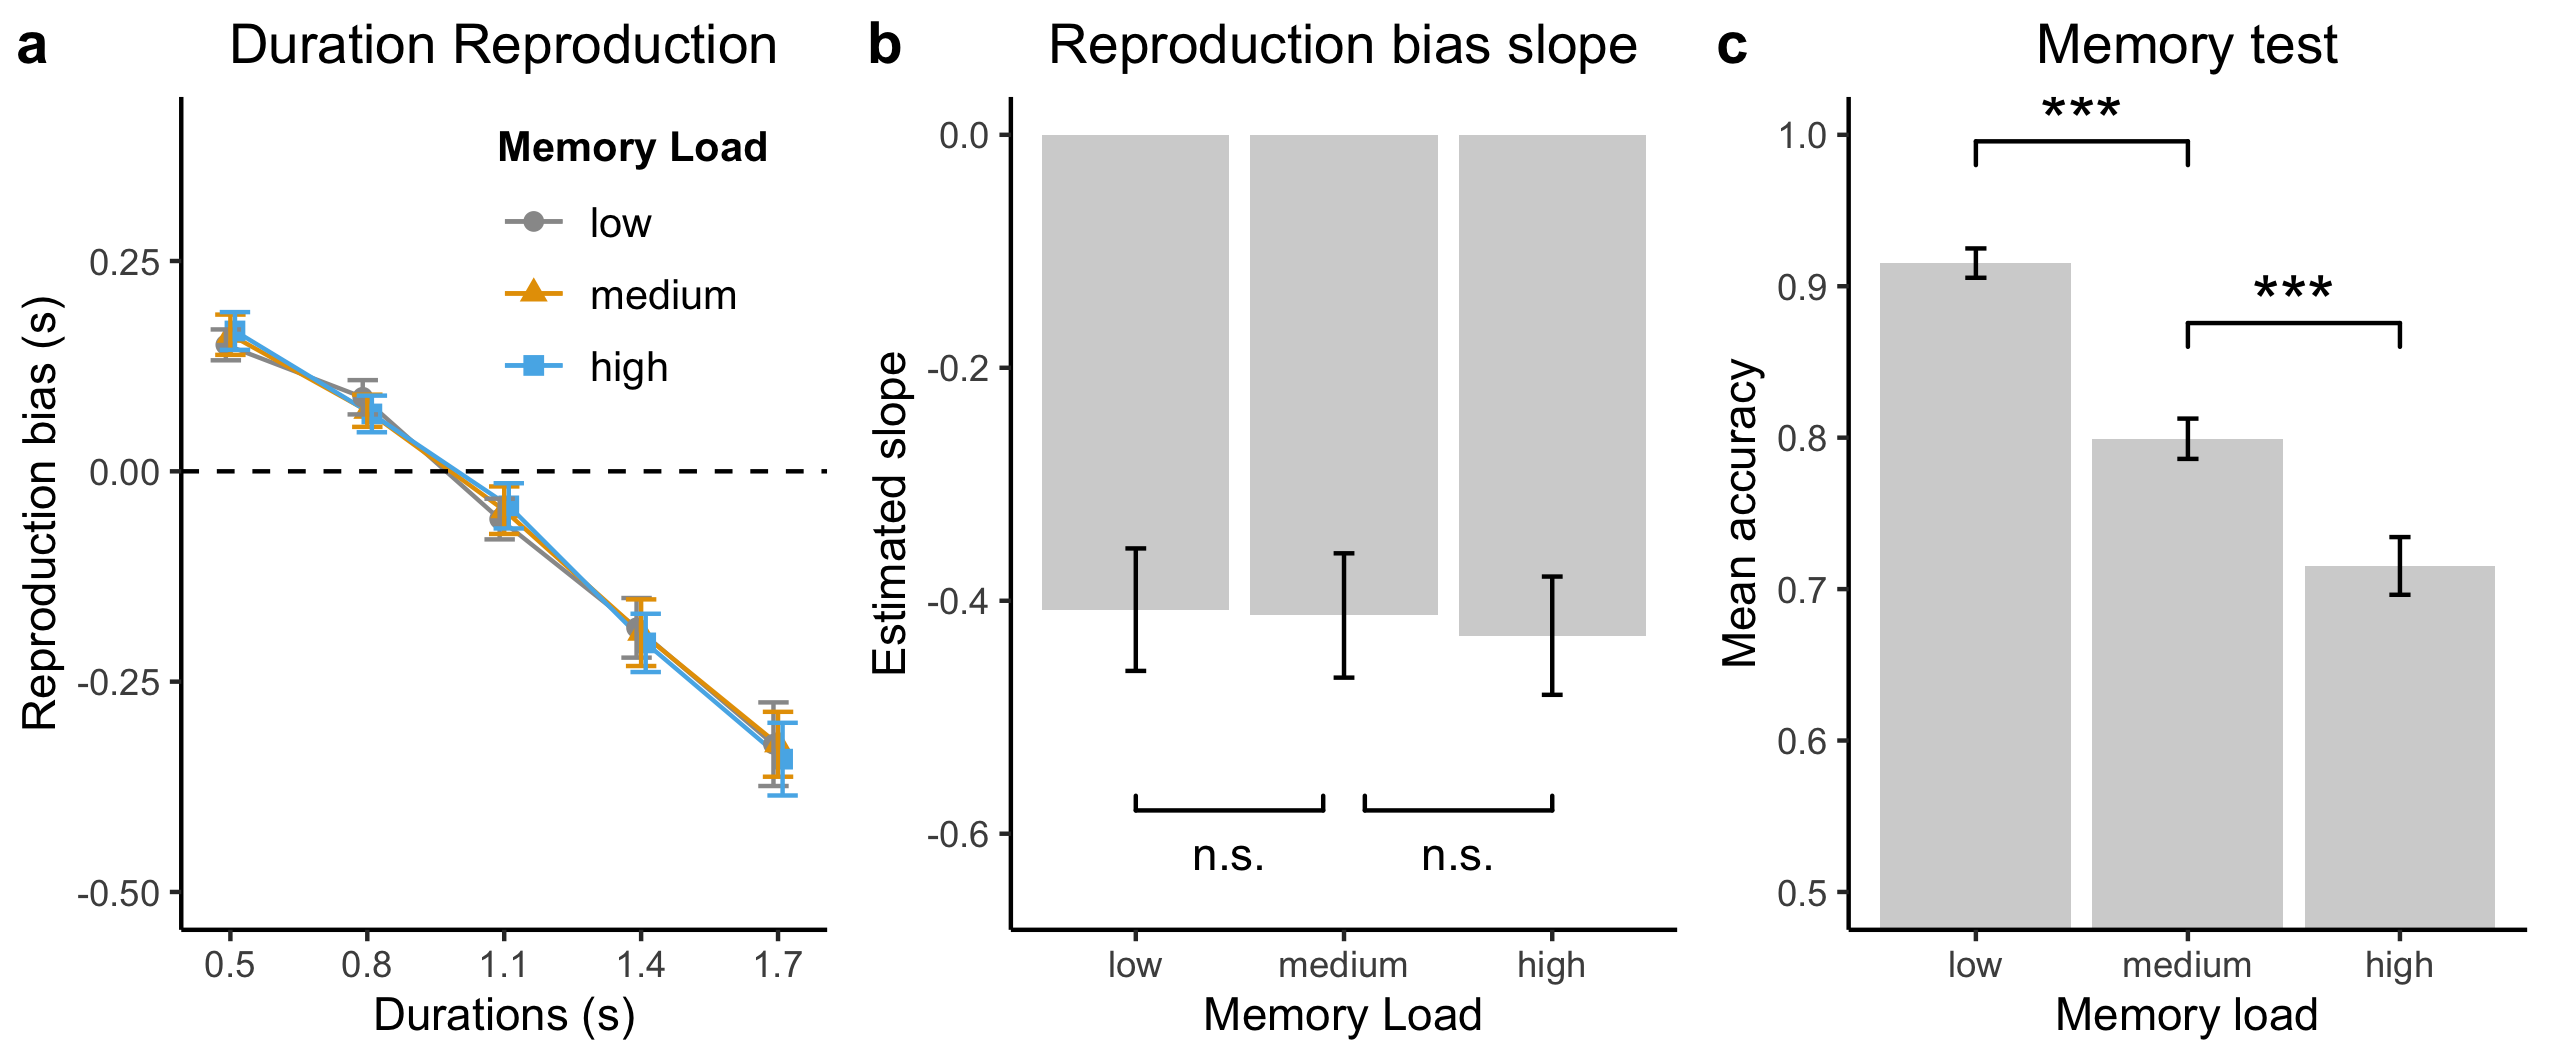 a
Duration Reproduction
Reproduction bias (s)
0.25
0.00
-0.25
-0.50
Memory Load
low
medium
high
0.5 0.8 1.1 1.4 1.7
Durations (s)
b
Reproduction bias slope
Estimated slope
0.0
-0.2
-0.4
-0.6
n.s. n.s.
low medium high
Memory Load
c
Memory test
Mean accuracy
1.0
0.9
0.8
0.7
0.6
0.5
***
***
low medium high
Memory load